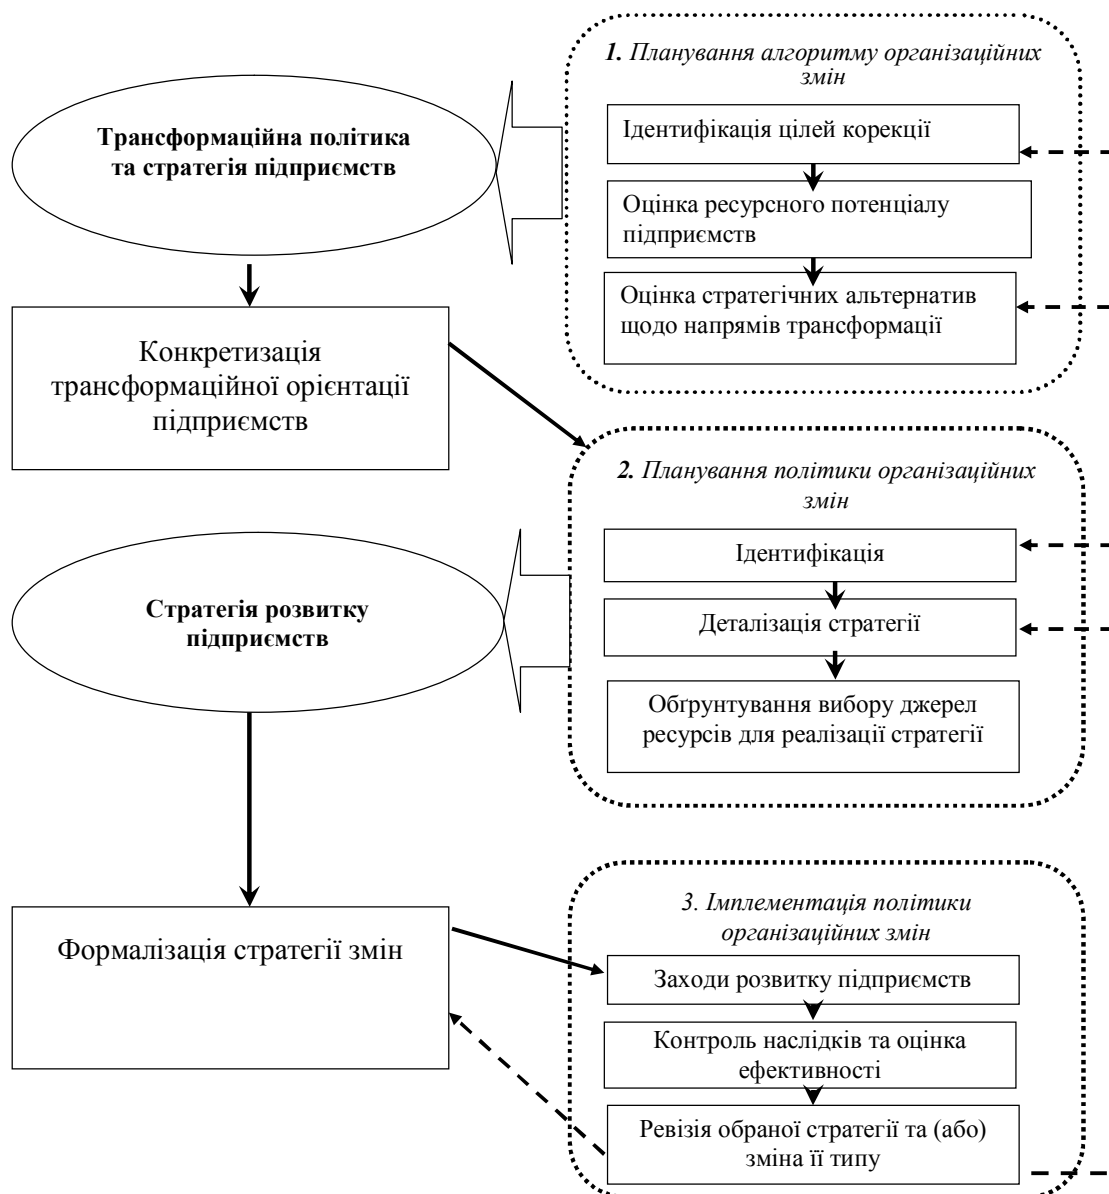 1. Планування алгоритму організаційних
змін
Трансформаційна політика
та стратегія підприємств
Ідентифікація цілей корекції
Оцінка ресурсного потенціалу
підприємств
Оцінка стратегічних альтернатив
щодо напрямів трансформації
Конкретизація
трансформаційної орієнтації
підприємств
2. Планування політики організаційних
змін
Ідентифікація
Стратегія розвитку
підприємств
Деталізація стратегії
Обґрунтування вибору джерел
ресурсів для реалізації стратегії
3. Імплементація політики
організаційних змін
Формалізація стратегії змін
Заходи розвитку підприємств
Контроль наслідків та оцінка
ефективності
Ревізія обраної стратегії та (або)
зміна її типу